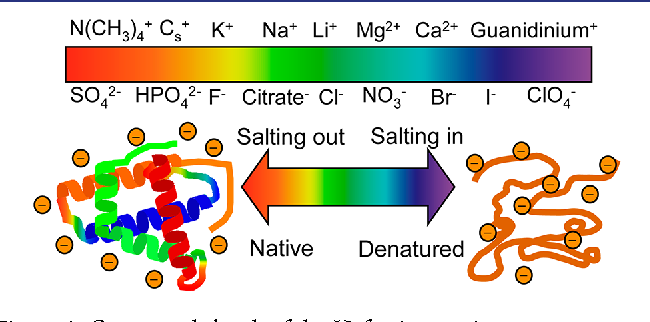 N(CH₃)₄⁺ Cₛ⁺ K⁺ Na⁺ Li⁺ Mg²⁺ Ca²⁺ Guanidinium⁺
SO₄²⁻ HPO₄²⁻ F⁻ Citrate⁻ Cl⁻ NO₃⁻ Br⁻ I⁻ ClO₄⁻
Salting out Salting in
Native Denatured